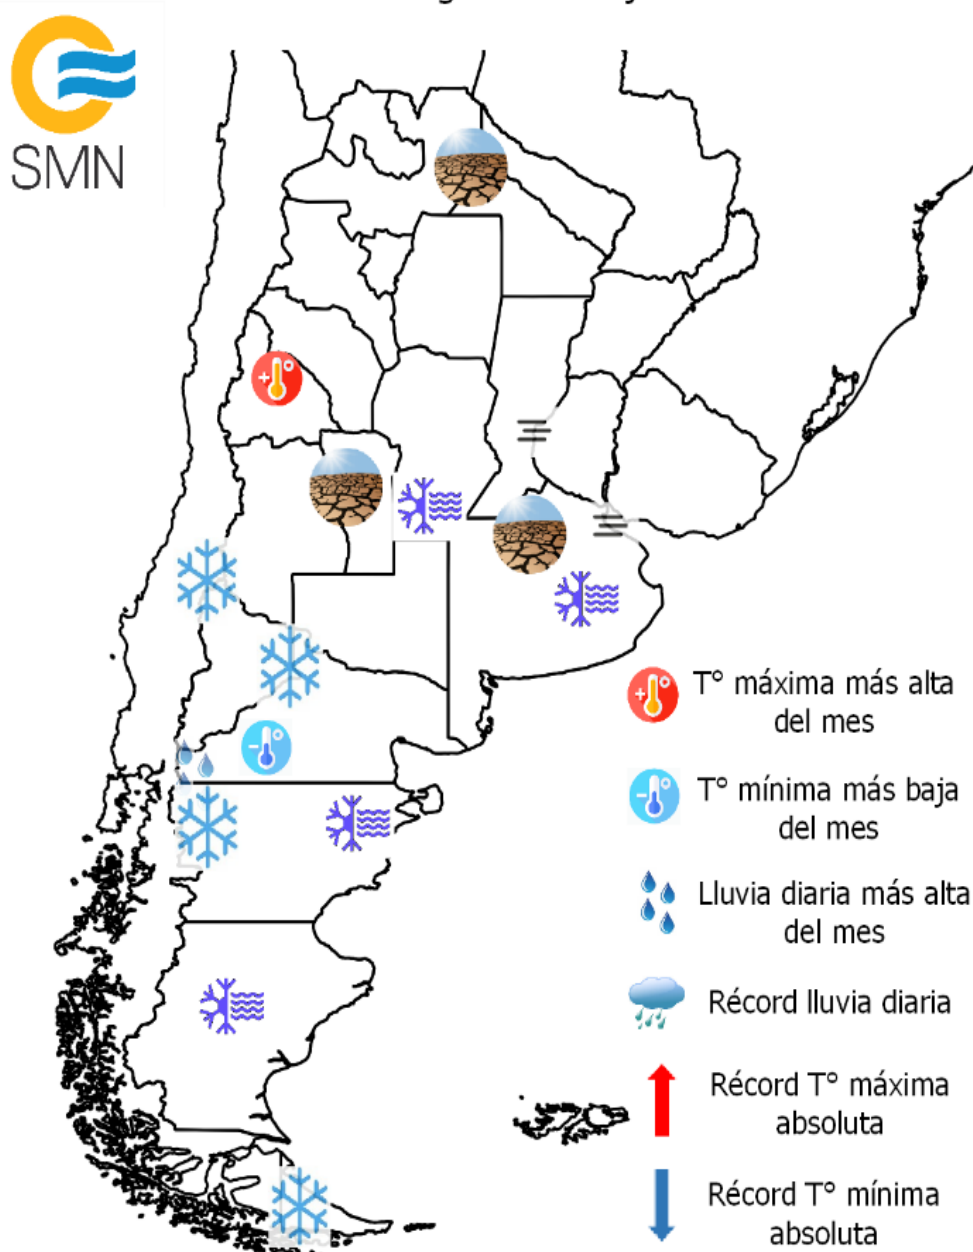 SMN
T° máxima más alta
del mes
T° mínima más baja
del mes
Lluvia diaria más alta
del mes
Récord lluvia diaria
Récord T° máxima
absoluta
Récord T° mínima
absoluta